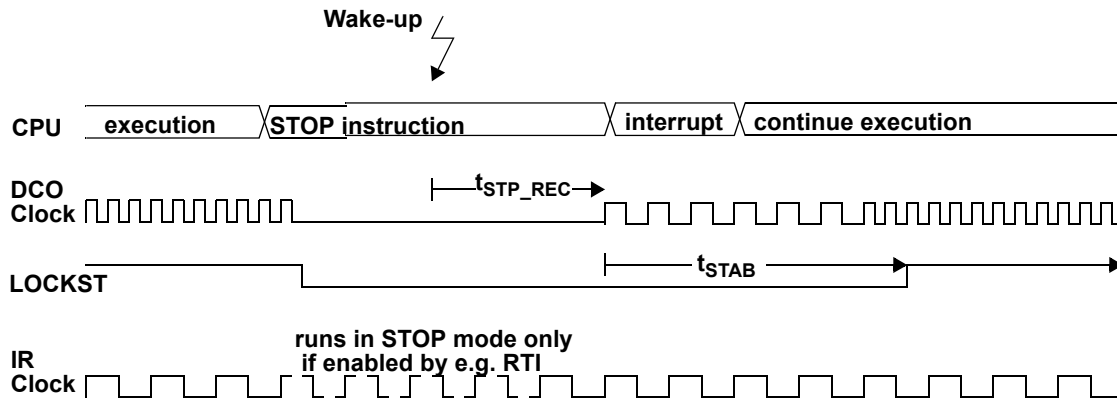 Wake-up
CPU
execution
STOP instruction
interrupt
continue execution
DCO
Clock
tSTP_REC
LOCKST
tSTAB
runs in STOP mode only
if enabled by e.g. RTI
IR
Clock